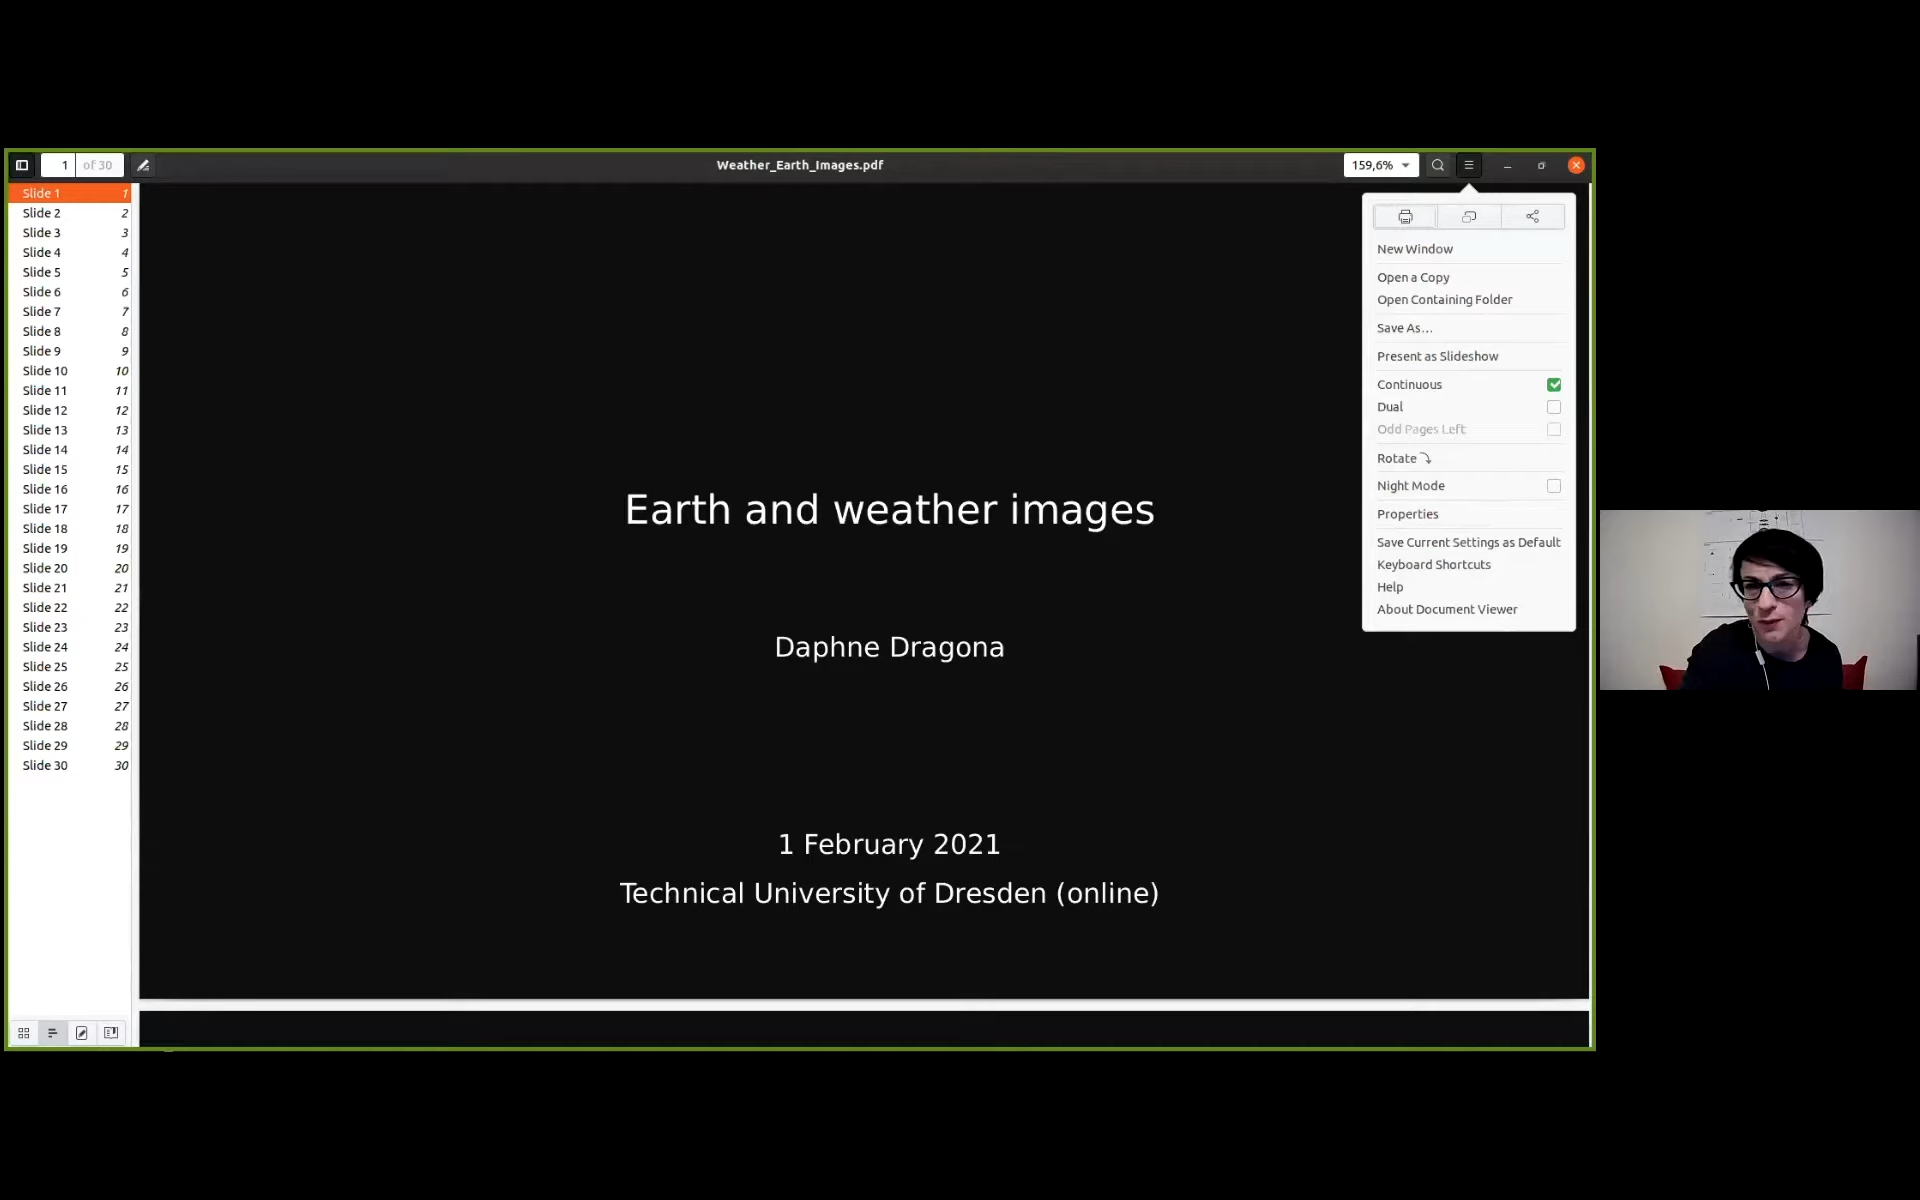 1 of 30
Weather_Earth_Images.pdf
159,6%
Slide 1 1
Slide 2 2
Slide 3 3
Slide 4 4
Slide 5 5
Slide 6 6
Slide 7 7
Slide 8 8
Slide 9 9
Slide 10 10
Slide 11 11
Slide 12 12
Slide 13 13
Slide 14 14
Slide 15 15
Slide 16 16
Slide 17 17
Slide 18 18
Slide 19 19
Slide 20 20
Slide 21 21
Slide 22 22
Slide 23 23
Slide 24 24
Slide 25 25
Slide 26 26
Slide 27 27
Slide 28 28
Slide 29 29
Slide 30 30
Earth and weather images
Daphne Dragona
1 February 2021
Technical University of Dresden (online)
New Window
Open a Copy
Open Containing Folder
Save As...
Present as Slideshow
Continuous
Dual
Odd Pages Left
Rotate
Night Mode
Properties
Save Current Settings as Default
Keyboard Shortcuts
Help
About Document Viewer